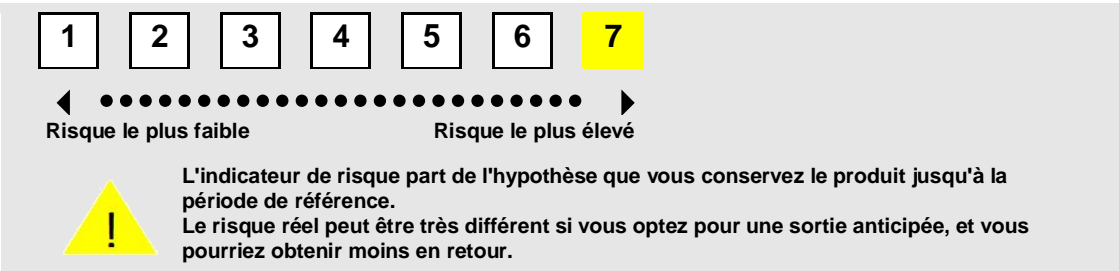 1 2 3 4 5 6 7
Risque le plus faible Risque le plus élevé
L'indicateur de risque part de l'hypothèse que vous conservez le produit jusqu'à la
période de référence.
Le risque réel peut être très différent si vous optez pour une sortie anticipée, et vous
pourriez obtenir moins en retour.
!